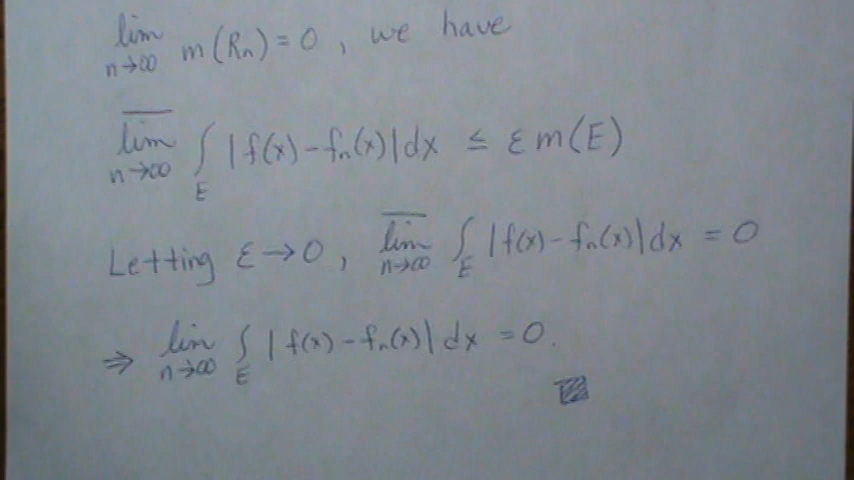 lim n→∞ m(Rn) = 0, we have
lim̅ n→∞ ∫E |f(x) - fn(x)| dx ≤ ε m(E)
Letting ε → 0, lim̅ n→∞ ∫E |f(x) - fn(x)| dx = 0
⇒ lim n→∞ ∫E |f(x) - fn(x)| dx = 0.